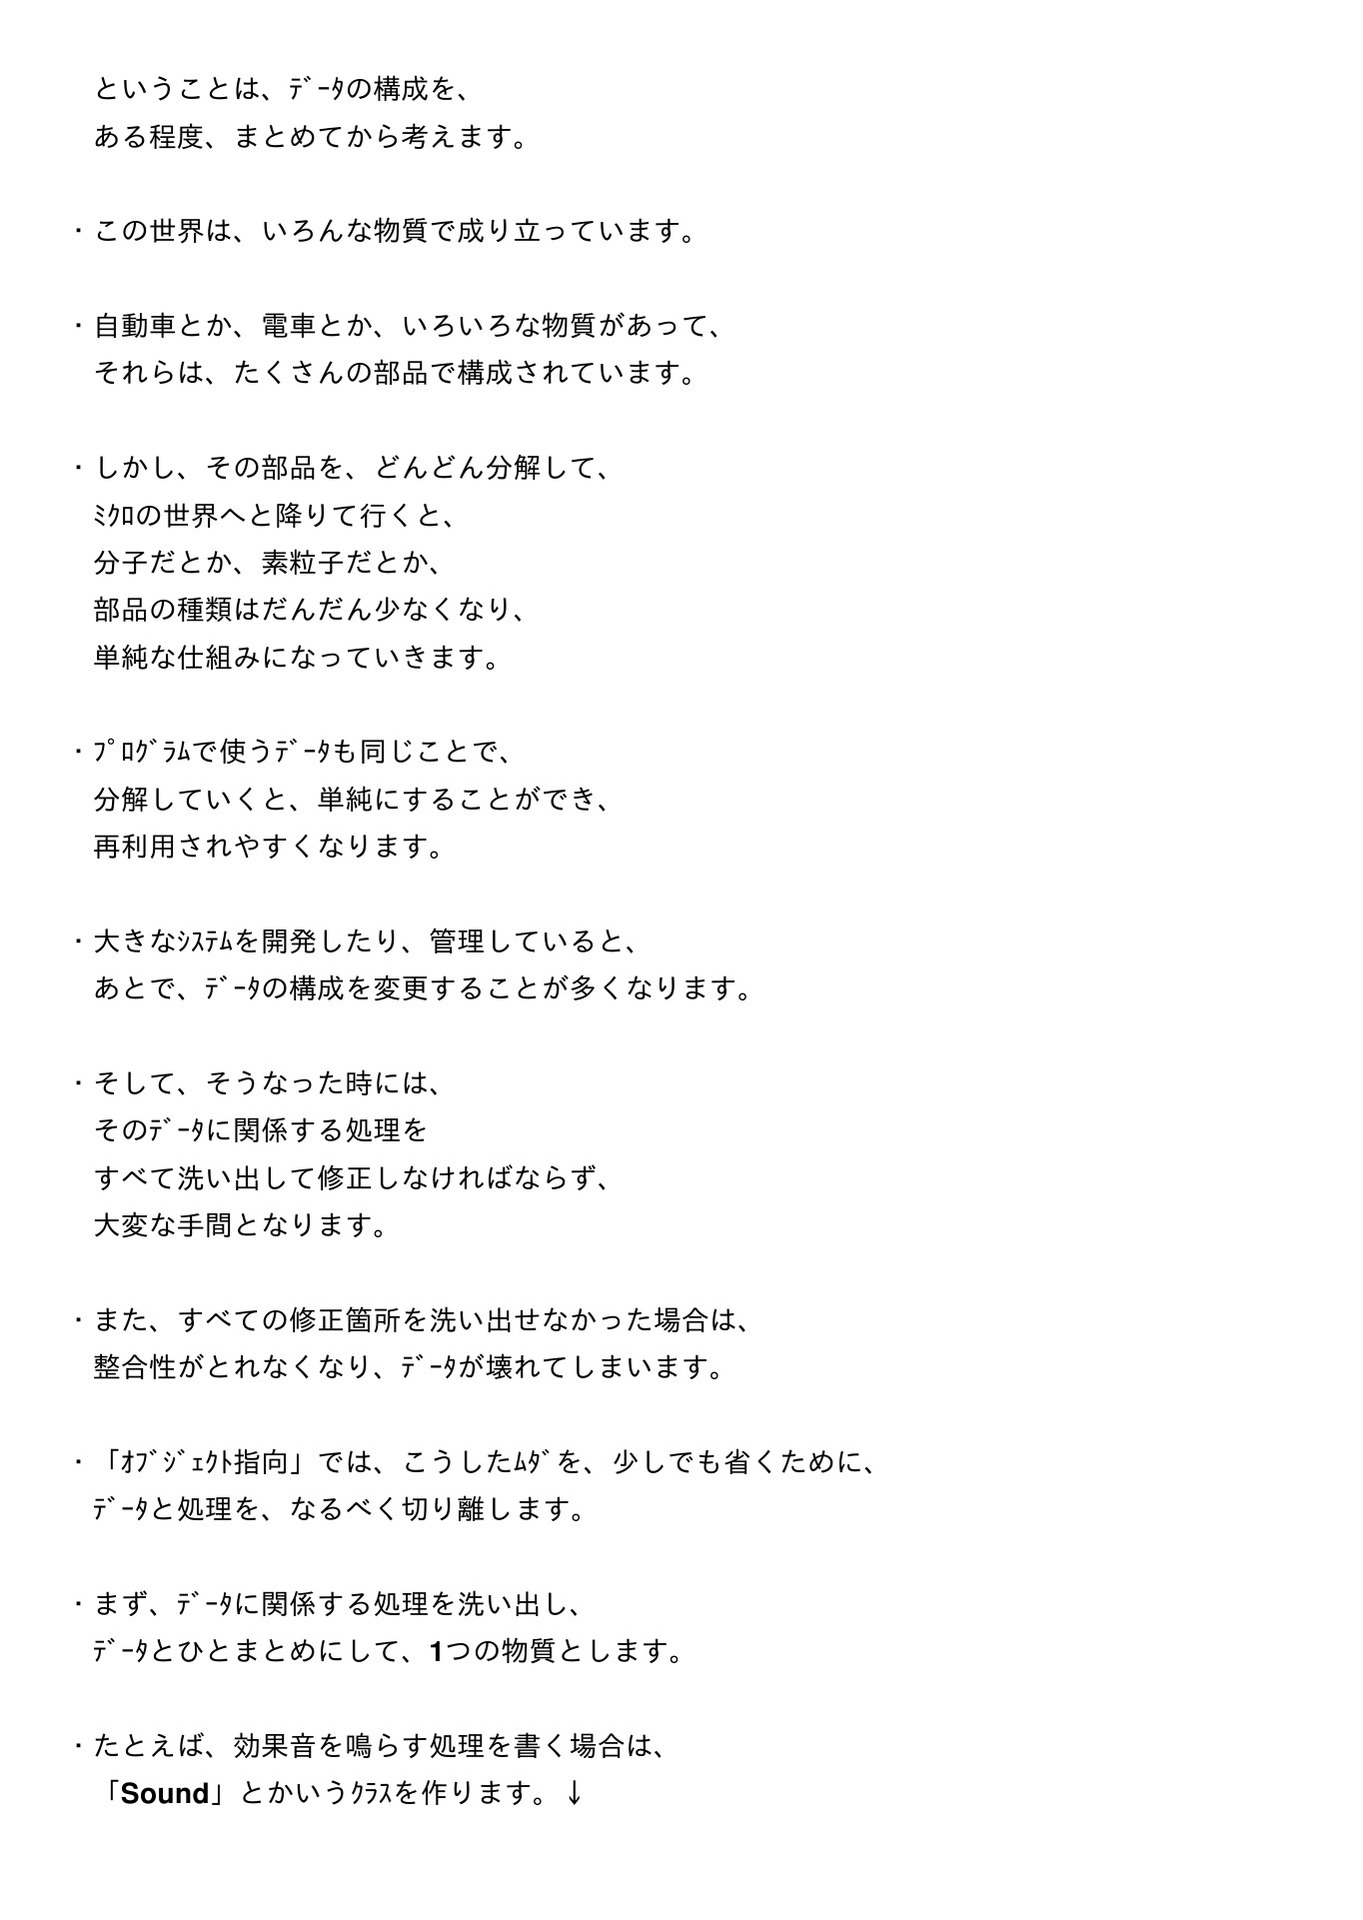 ということは、ﾃﾞｰﾀの構成を、
ある程度、まとめてから考えます。
・この世界は、いろんな物質で成り立っています。
・自動車とか、電車とか、いろいろな物質があって、
それらは、たくさんの部品で構成されています。
・しかし、その部品を、どんどん分解して、
ﾐｸﾛの世界へと降りて行くと、
分子だとか、素粒子だとか、
部品の種類はだんだん少なくなり、
単純な仕組みになっていきます。
・ﾌﾟﾛｸﾞﾗﾑで使うﾃﾞｰﾀも同じことで、
分解していくと、単純にすることができ、
再利用されやすくなります。
・大きなｼｽﾃﾑを開発したり、管理していると、
あとで、ﾃﾞｰﾀの構成を変更することが多くなります。
・そして、そうなった時には、
そのﾃﾞｰﾀに関係する処理を
すべて洗い出して修正しなければならず、
大変な手間となります。
・また、すべての修正箇所を洗い出せなかった場合は、
整合性がとれなくなり、ﾃﾞｰﾀが壊れてしまいます。
・「ｵﾌﾞｼﾞｪｸﾄ指向」では、こうしたﾑﾀﾞを、少しでも省くために、
ﾃﾞｰﾀと処理を、なるべく切り離します。
・まず、ﾃﾞｰﾀに関係する処理を洗い出し、
ﾃﾞｰﾀとひとまとめにして、1つの物質とします。
・たとえば、効果音を鳴らす処理を書く場合は、
「Sound」とかいうｸﾗｽを作ります。↓